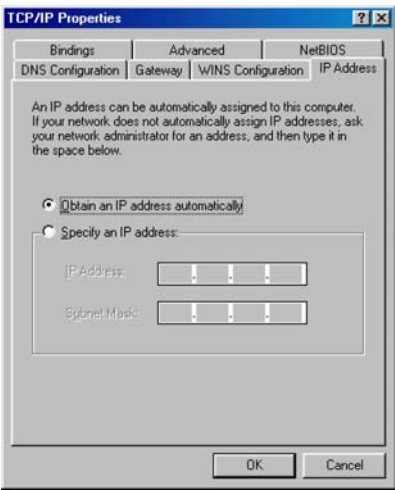 TCP/IP Properties
Bindings Advanced NetBIOS
DNS Configuration Gateway WINS Configuration IP Address
An IP address can be automatically assigned to this computer.
If your network does not automatically assign IP addresses, ask
your network administrator for an address, and then type it in
the space below.
Obtain an IP address automatically
Specify an IP address:
IP Address:
Subnet Mask:
OK Cancel